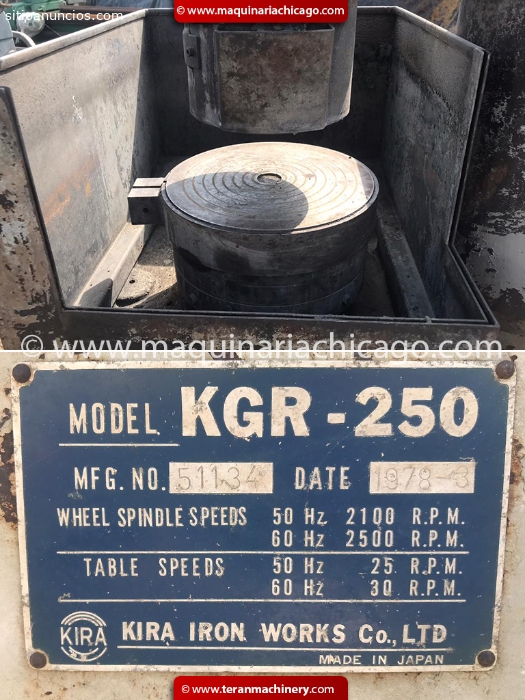 © www.maquinariachicago.com ©
sitioanuncios.com
© www.maquinariachicago.com ©
MODEL KGR-250
MFG. NO. 51134 DATE 1978-3
WHEEL SPINDLE SPEEDS 50 Hz 2100 R.P.M.
60 Hz 2500 R.P.M.
TABLE SPEEDS 50 Hz 25 R.P.M.
60 Hz 30 R.P.M.
KIRA KIRA IRON WORKS Co., LTD
MADE IN JAPAN
© www.teranmachinery.com ©